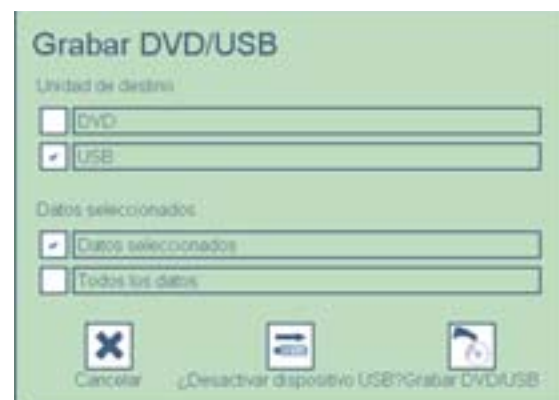 Grabar DVD/USB
Unidad de destino
DVD
USB
Datos seleccionados
Datos seleccionados
Todos los datos
Cancelar ¿Desactivar dispositivo USB? Grabar DVD/USB